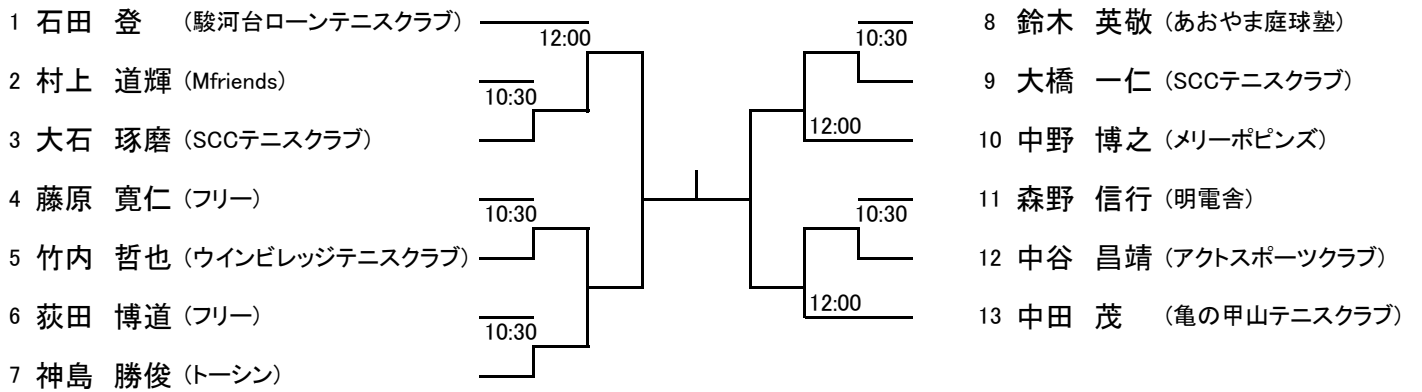 1 石田 登 (駿河台ローンテニスクラブ)
12:00
2 村上 道輝 (Mfriends)
10:30
3 大石 琢磨 (SCCテニスクラブ)
4 藤原 寛仁 (フリー)
10:30
5 竹内 哲也 (ウインビレッジテニスクラブ)
6 荻田 博道 (フリー)
10:30
7 神島 勝俊 (トーシン)
8 鈴木 英敬 (あおやま庭球塾)
10:30
9 大橋 一仁 (SCCテニスクラブ)
12:00
10 中野 博之 (メリーポピンズ)
11 森野 信行 (明電舎)
10:30
12 中谷 昌靖 (アクトスポーツクラブ)
12:00
13 中田 茂 (亀の甲山テニスクラブ)